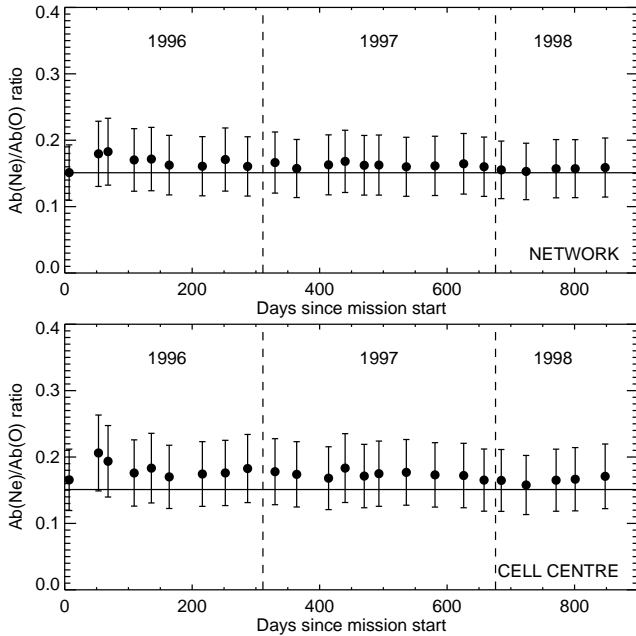 0.4
1996 1997 1998
0.3
Ab(Ne)/Ab(O) ratio
0.2
0.1
NETWORK
0.0
0 200 400 600 800
Days since mission start
0.4
1996 1997 1998
0.3
Ab(Ne)/Ab(O) ratio
0.2
0.1
CELL CENTRE
0.0
0 200 400 600 800
Days since mission start